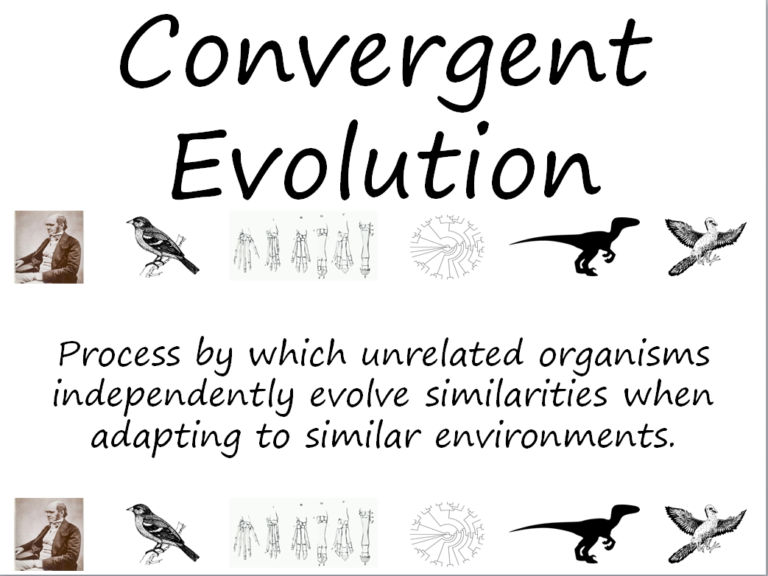 Convergent
Evolution
Process by which unrelated organisms
independently evolve similarities when
adapting to similar environments.